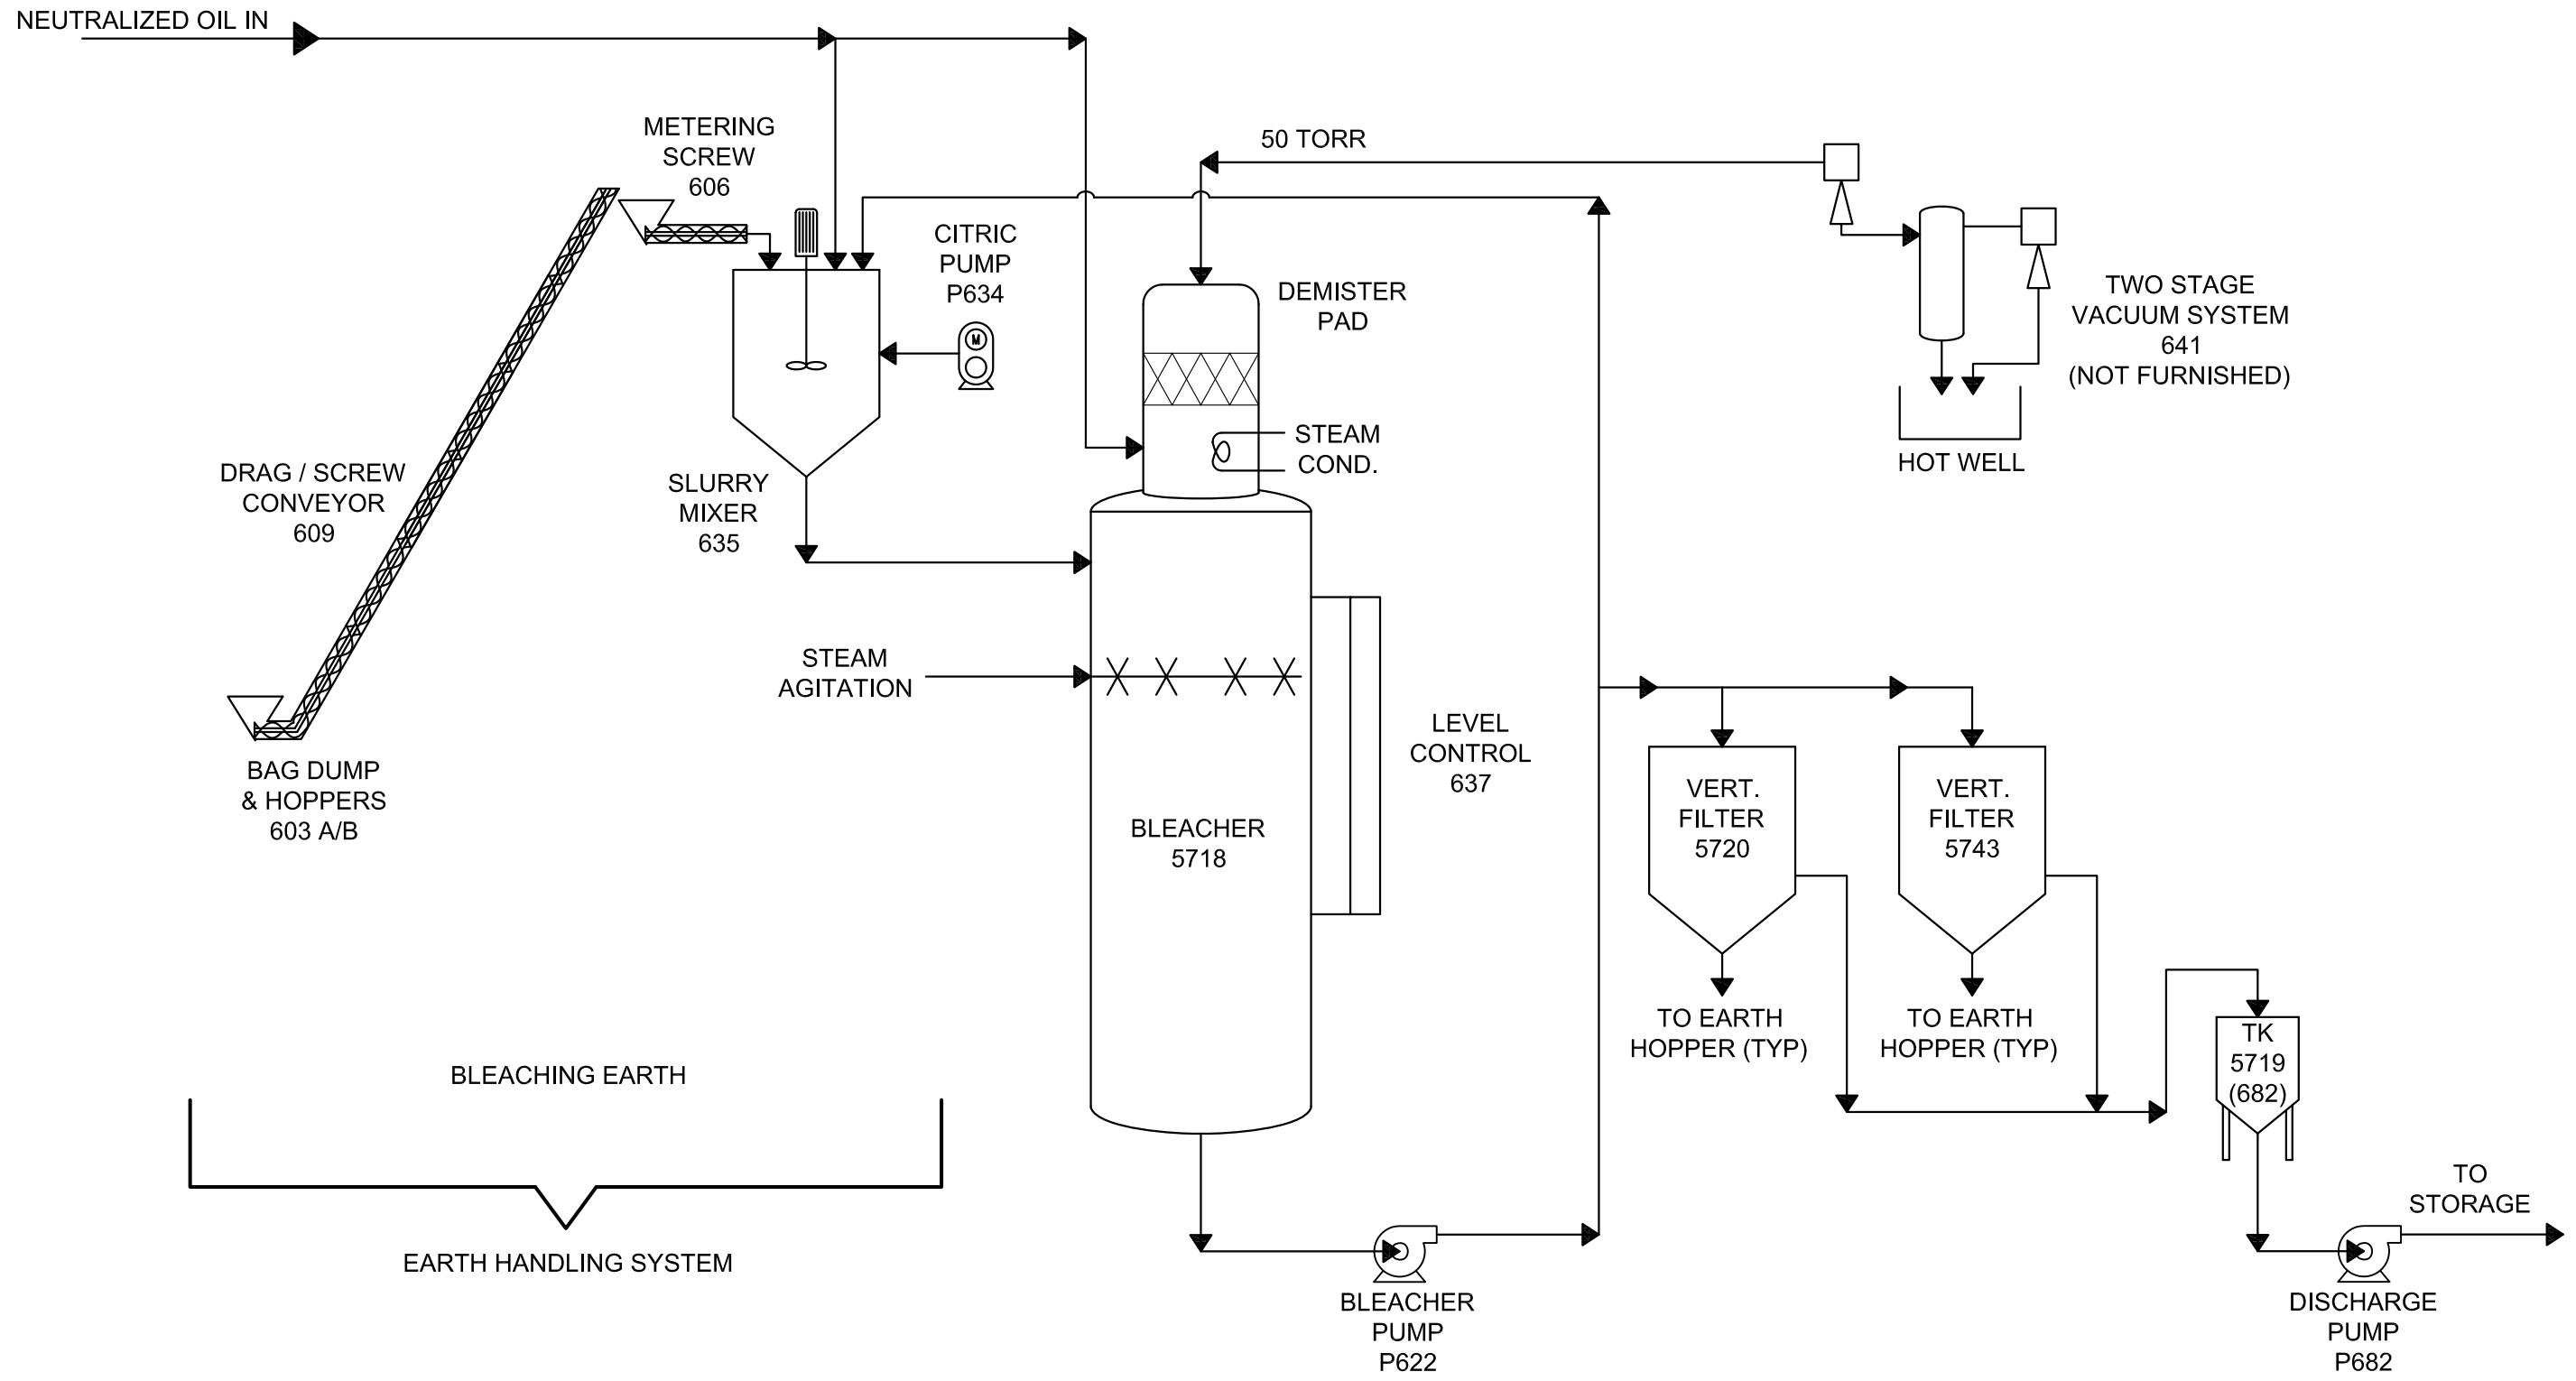 NEUTRALIZED OIL IN
METERING
SCREW
606
50 TORR
CITRIC
PUMP
P634
M
DEMISTER
PAD
TWO STAGE
VACUUM SYSTEM
641
(NOT FURNISHED)
STEAM
COND.
HOT WELL
DRAG / SCREW
CONVEYOR
609
SLURRY
MIXER
635
STEAM
AGITATION
LEVEL
CONTROL
637
BAG DUMP
& HOPPERS
603 A/B
BLEACHER
5718
VERT.
FILTER
5720
VERT.
FILTER
5743
TO EARTH
HOPPER (TYP)
TO EARTH
HOPPER (TYP)
TK
5719
(682)
BLEACHING EARTH
EARTH HANDLING SYSTEM
TO
STORAGE
BLEACHER
PUMP
P622
DISCHARGE
PUMP
P682